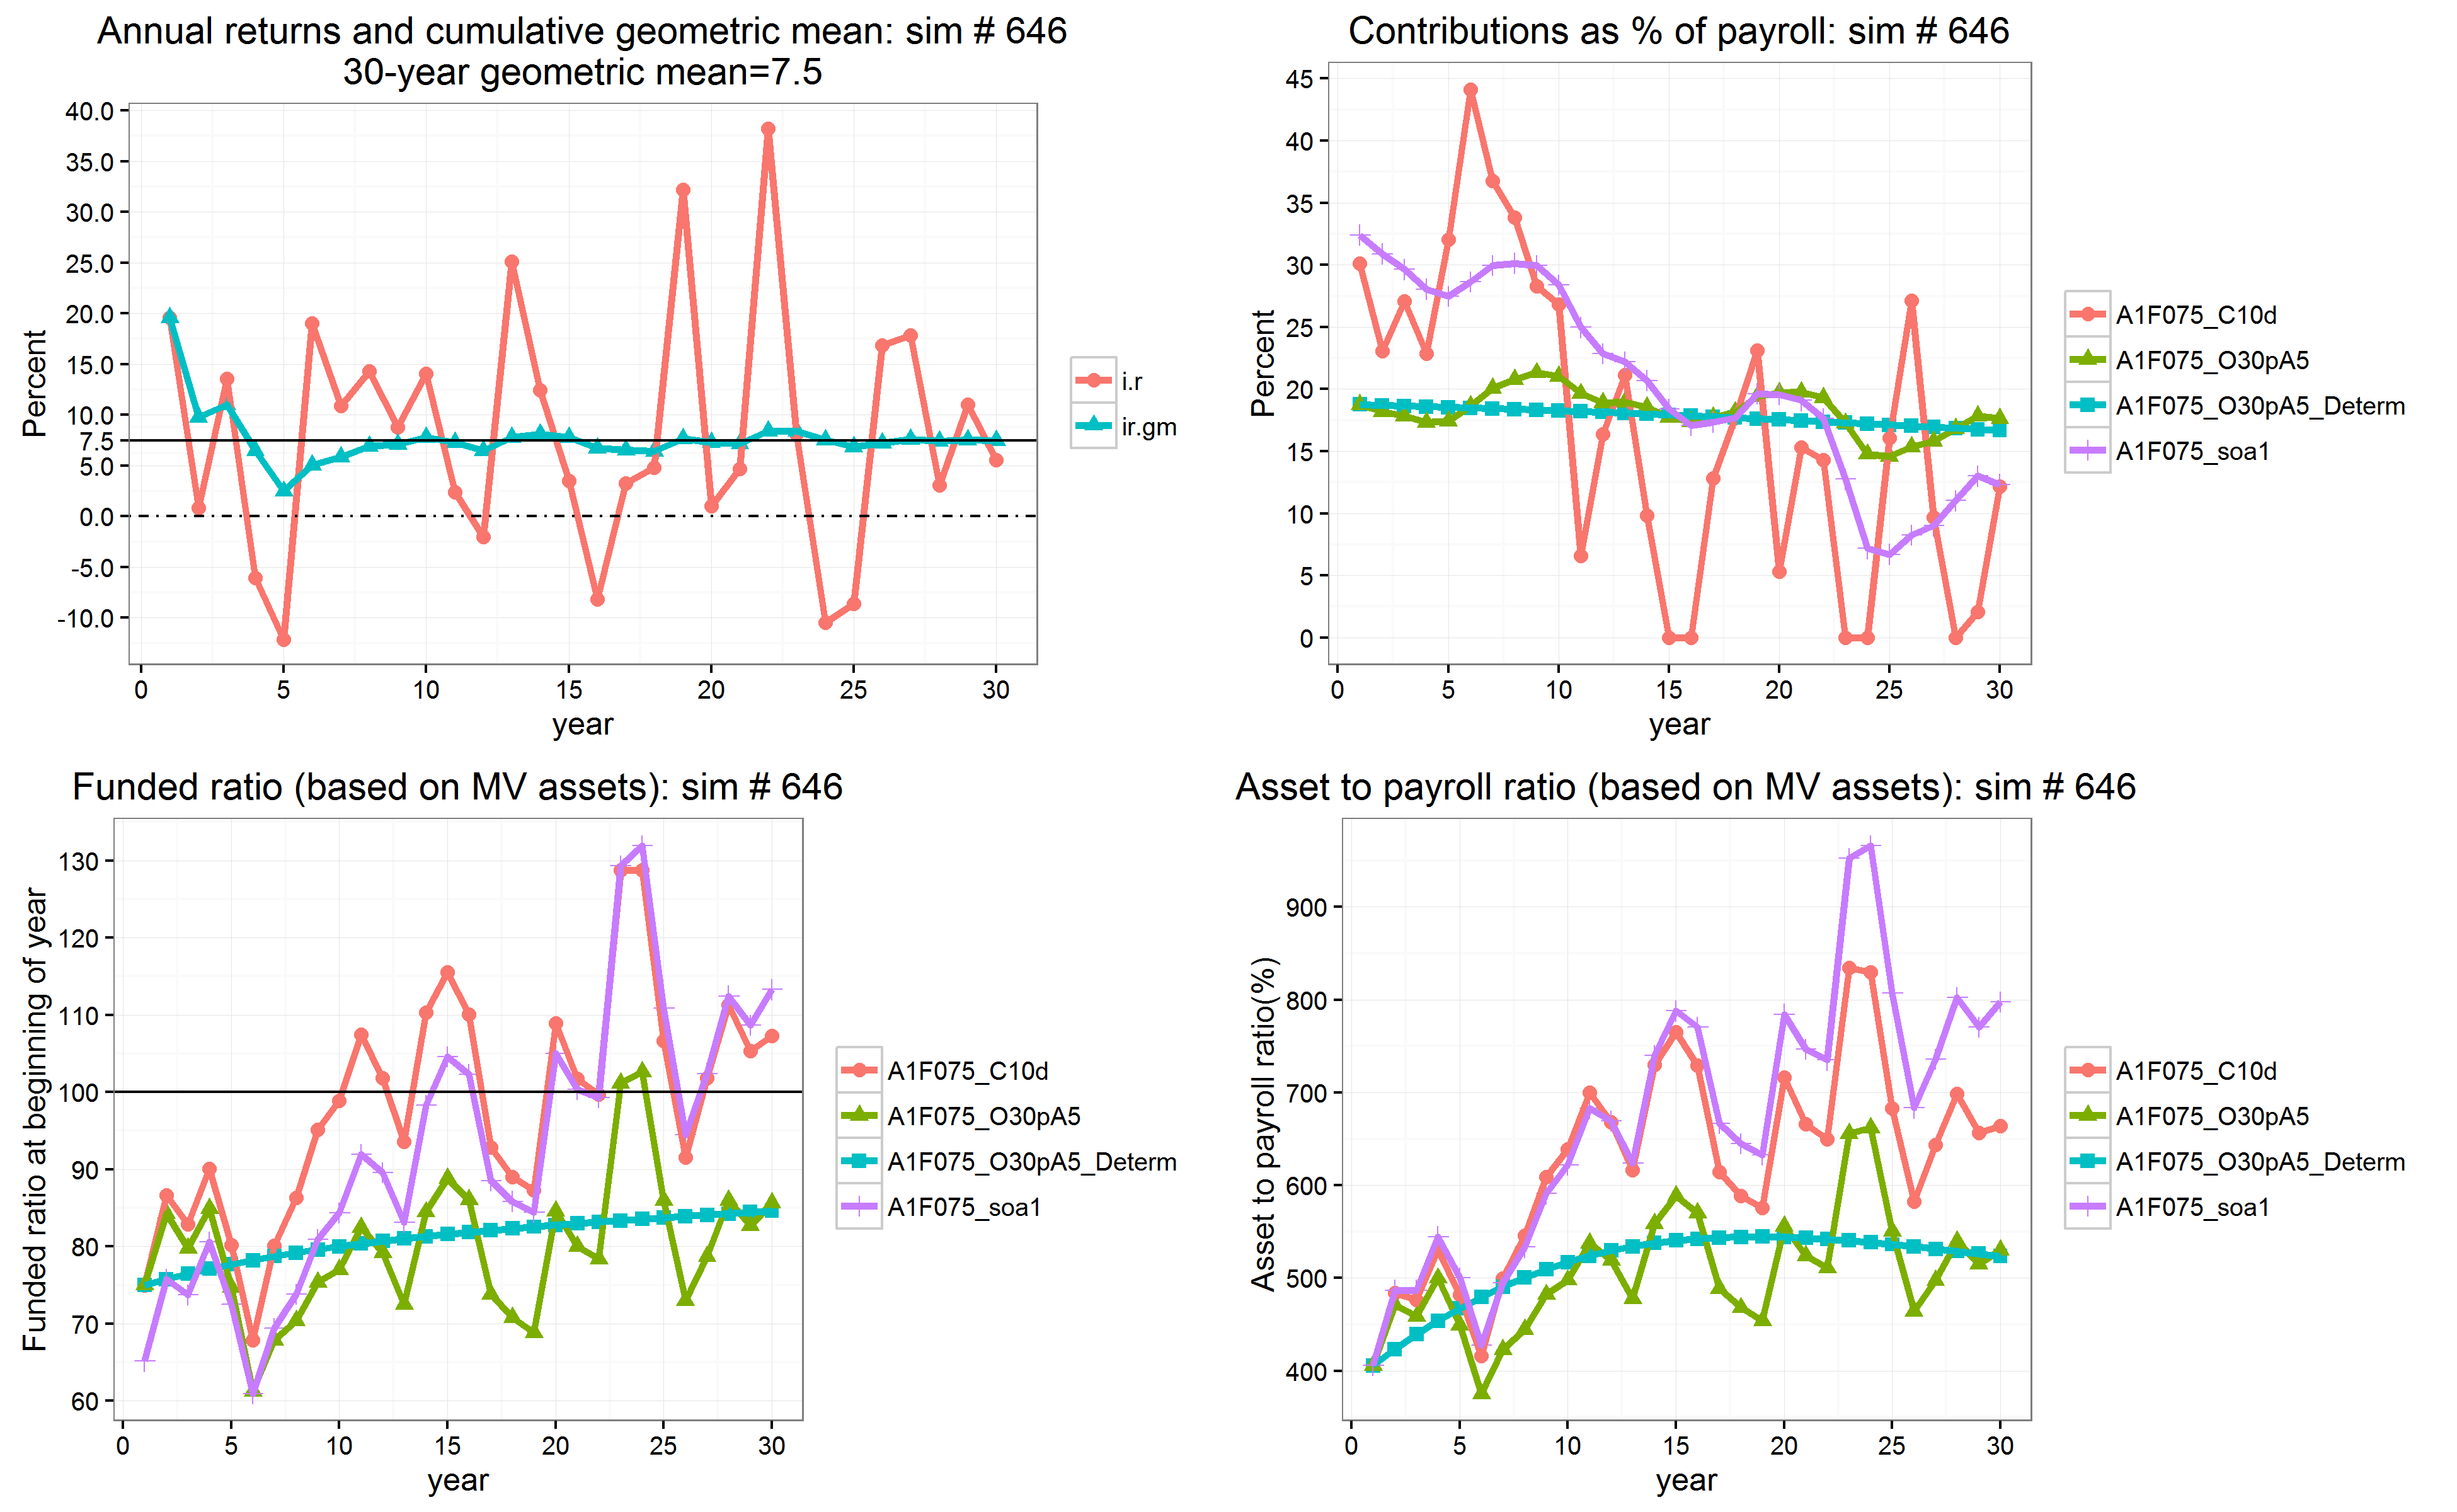 Annual returns and cumulative geometric mean: sim # 646
30-year geometric mean=7.5
Percent
40.0
35.0
30.0
25.0
20.0
15.0
10.0
7.5
5.0
0.0
-5.0
-10.0
0 5 10 15 20 25 30
year
i.r
ir.gm
Contributions as % of payroll: sim # 646
Percent
45
40
35
30
25
20
15
10
5
0
0 5 10 15 20 25 30
year
A1F075_C10d
A1F075_O30pA5
A1F075_O30pA5_Determ
A1F075_soa1
Funded ratio (based on MV assets): sim # 646
Funded ratio at beginning of year
130
120
110
100
90
80
70
60
0 5 10 15 20 25 30
year
A1F075_C10d
A1F075_O30pA5
A1F075_O30pA5_Determ
A1F075_soa1
Asset to payroll ratio (based on MV assets): sim # 646
Asset to payroll ratio(%)
900
800
700
600
500
400
0 5 10 15 20 25 30
year
A1F075_C10d
A1F075_O30pA5
A1F075_O30pA5_Determ
A1F075_soa1